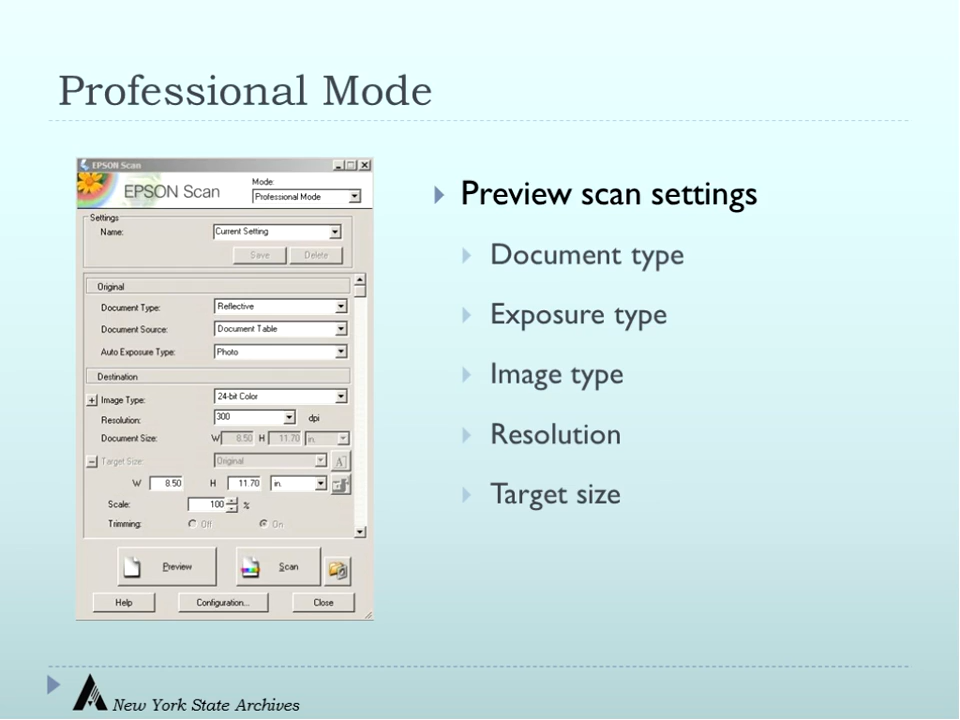 Professional Mode
EPSON Scan
EPSON Scan
Mode:
Professional Mode
Settings
Name: Current Setting
Save Delete
Original
Document Type: Reflective
Document Source: Document Table
Auto Exposure Type: Photo
Destination
+ Image Type: 24-bit Color
Resolution: 300 dpi
Document Size: W 8.50 H 11.70 in.
− Target Size: Original
W 8.50 H 11.70 in.
Scale: 100 %
Trimming: Off On
Preview Scan
Help Configuration... Close
Preview scan settings
Document type
Exposure type
Image type
Resolution
Target size
New York State Archives